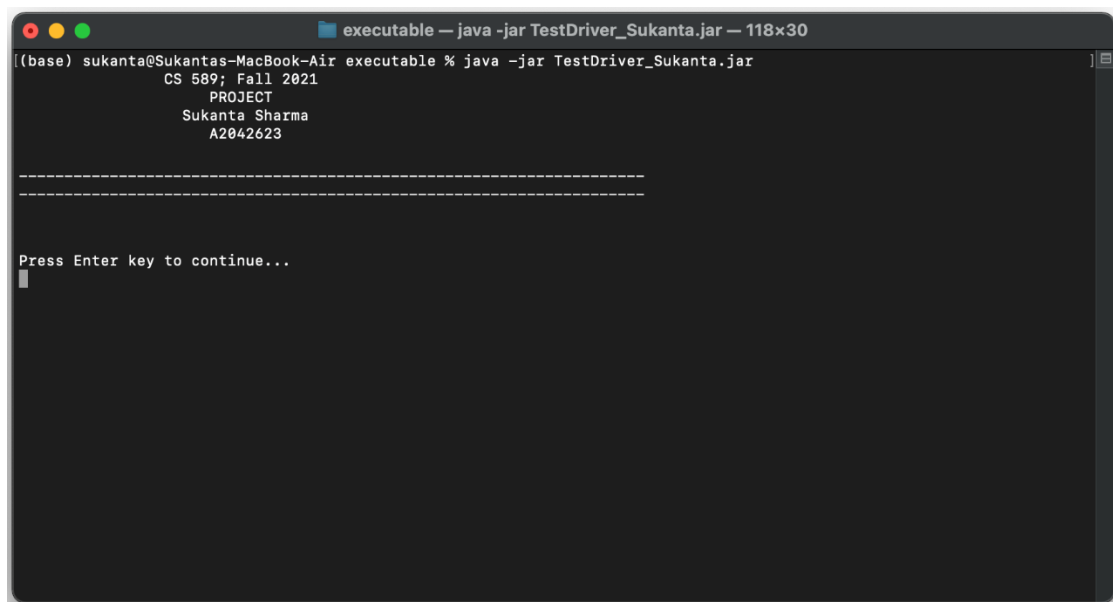 executable — java -jar TestDriver_Sukanta.jar — 118×30
[(base) sukanta@Sukantas-MacBook-Air executable % java -jar TestDriver_Sukanta.jar ]
CS 589; Fall 2021
PROJECT
Sukanta Sharma
A2042623
---------------------------------------------------------------------
---------------------------------------------------------------------
Press Enter key to continue...